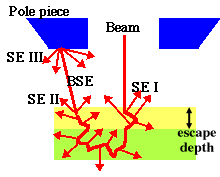 Pole piece
Beam
SE III
BSE
SE I
SE II
escape
depth